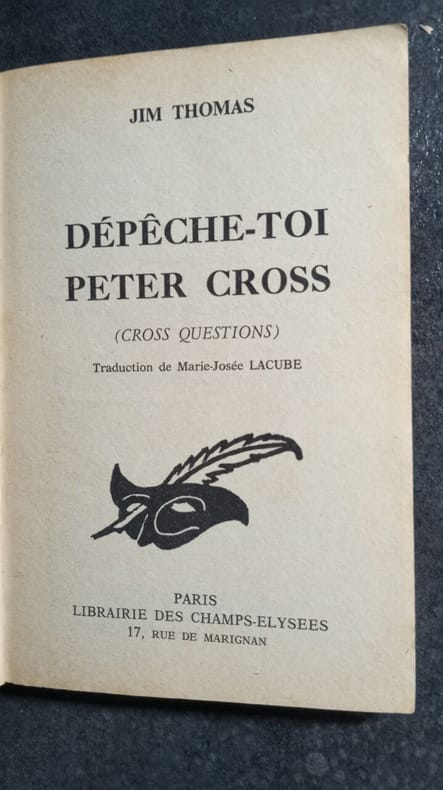 JIM THOMAS
DÉPÊCHE-TOI
PETER CROSS
(CROSS QUESTIONS)
Traduction de Marie-Josée LACUBE
PARIS
LIBRAIRIE DES CHAMPS-ELYSEES
17, RUE DE MARIGNAN